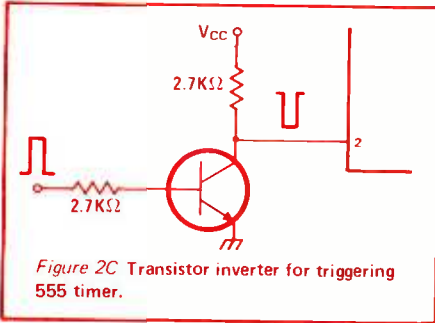 VCC
2.7KΩ
2
2.7KΩ
Figure 2C Transistor inverter for triggering
555 timer.